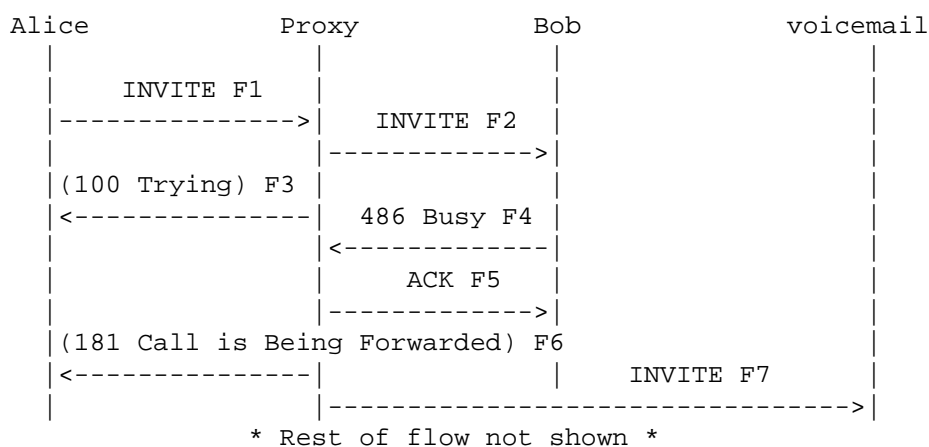 Alice Proxy Bob voicemail
INVITE F1
INVITE F2
(100 Trying) F3
486 Busy F4
ACK F5
(181 Call is Being Forwarded) F6
INVITE F7
* Rest of flow not shown *